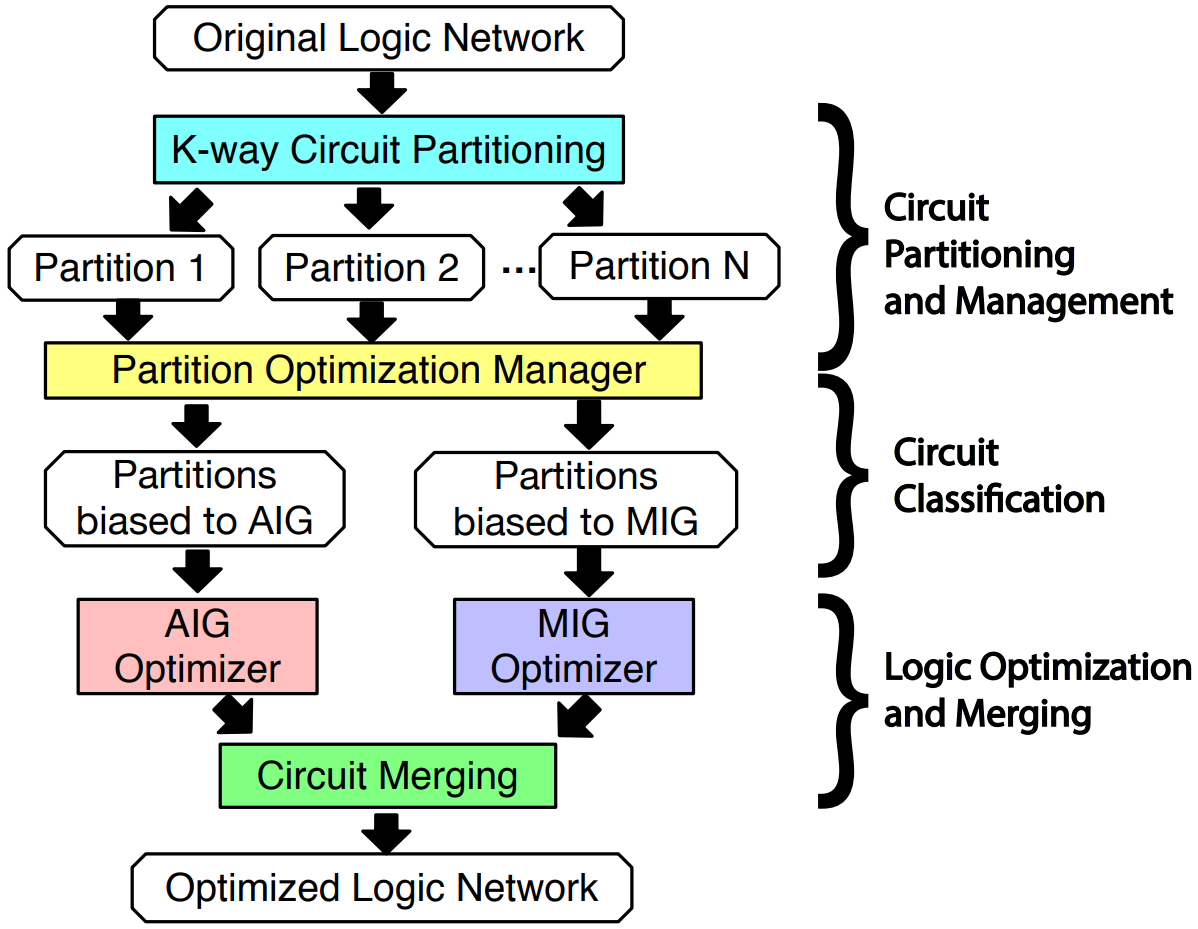 Original Logic Network
K-way Circuit Partitioning
Partition 1
Partition 2
...
Partition N
Circuit
Partitioning
and Management
Partition Optimization Manager
Partitions
biased to AIG
Partitions
biased to MIG
Circuit
Classification
AIG
Optimizer
MIG
Optimizer
Logic Optimization
and Merging
Circuit Merging
Optimized Logic Network